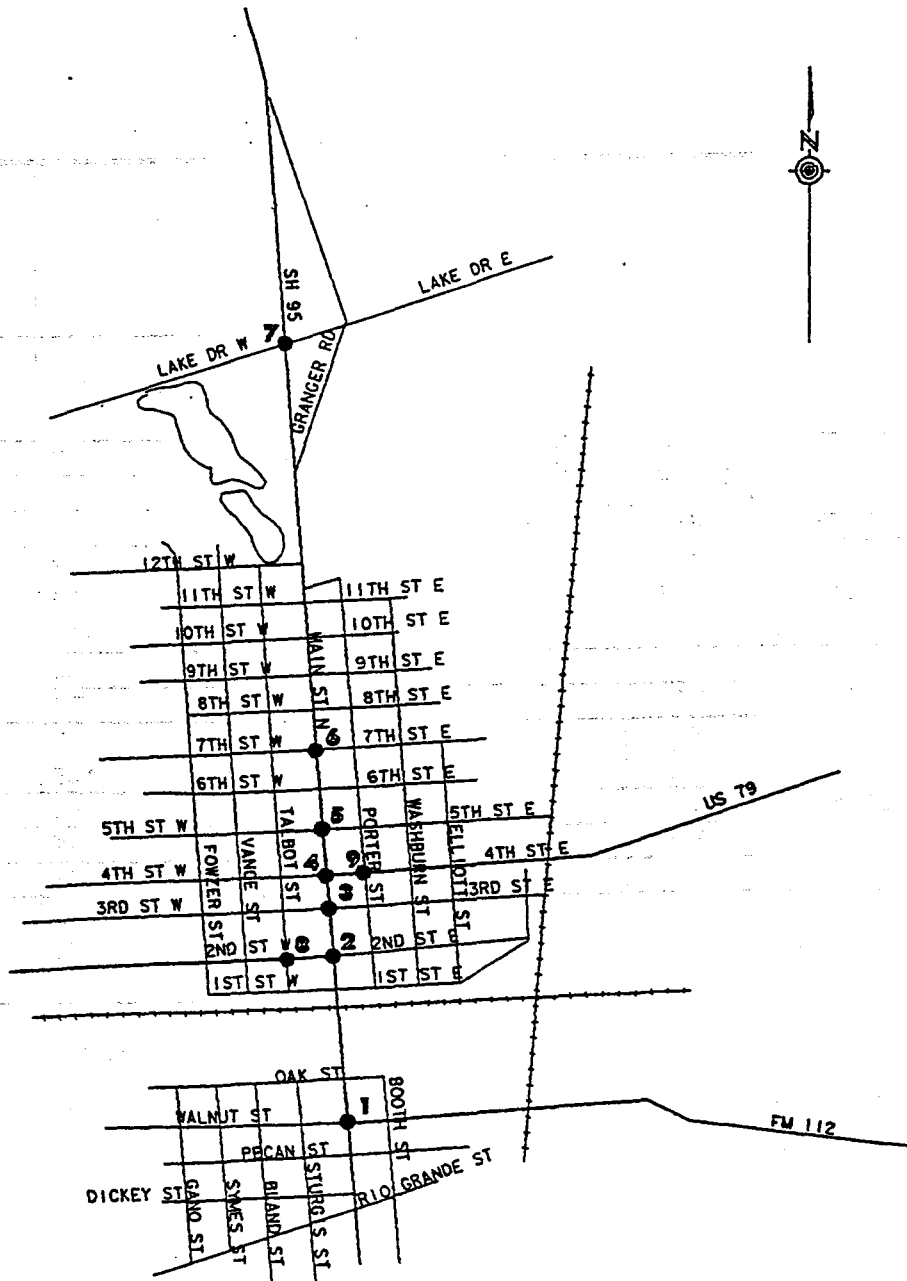 N
LAKE DR E
SH 95
7
LAKE DR W
GRANGER RD
12TH ST W
11TH ST W
11TH ST E
10TH ST W
10TH ST E
MAIN ST N
9TH ST W
9TH ST E
8TH ST W
8TH ST E
6
7TH ST W
7TH ST E
6TH ST W
6TH ST E
US 79
5
5TH ST W
5TH ST E
TALBOT ST
PORTER ST
WASHBURN ST
ELLIOTT ST
FOWZER ST
VANCE ST
4
9
4TH ST W
4TH ST E
3RD ST W
3RD ST E
2ND ST W
8
2
2ND ST E
1ST ST W
1ST ST E
OAK ST
BOOTH ST
1
WALNUT ST
FM 112
PECAN ST
DICKEY ST
RIO GRANDE ST
GANO ST
SYMES ST
BLAND ST
STURGIS ST